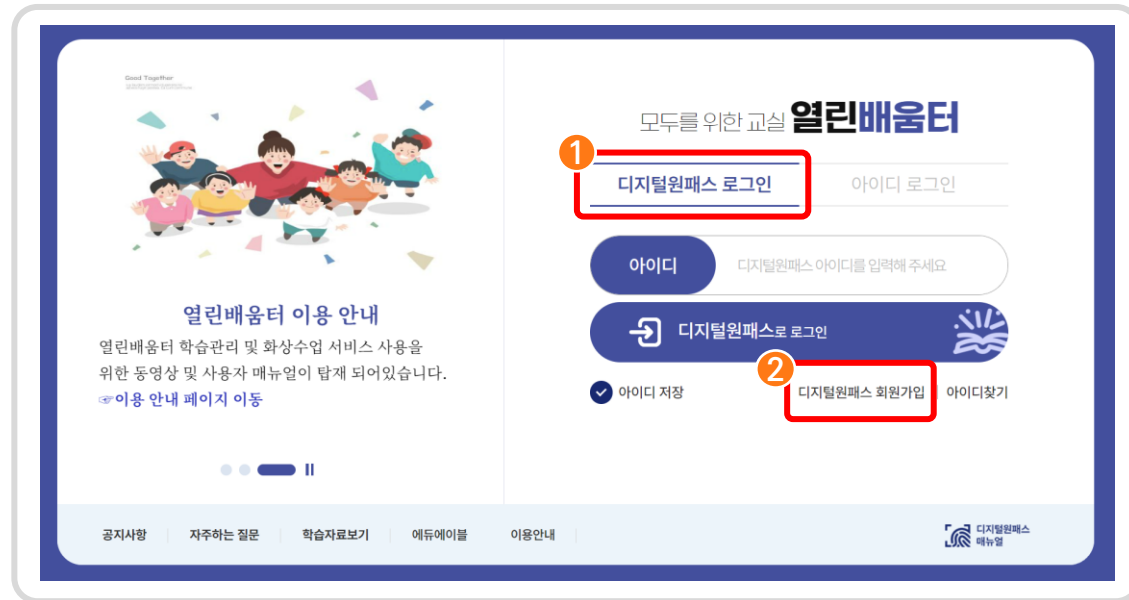 Good Together
모두를 위한 교실 열린배움터
1
디지털원패스 로그인
아이디 로그인
아이디
디지털원패스 아이디를 입력해 주세요
디지털원패스로 로그인
2
아이디 저장
디지털원패스 회원가입
아이디찾기
열린배움터 이용 안내
열린배움터 학습관리 및 화상수업 서비스 사용을
위한 동영상 및 사용자 매뉴얼이 탑재 되어있습니다.
☞이용 안내 페이지 이동
공지사항
자주하는 질문
학습자료보기
에듀에이블
이용안내
디지털원패스
매뉴얼